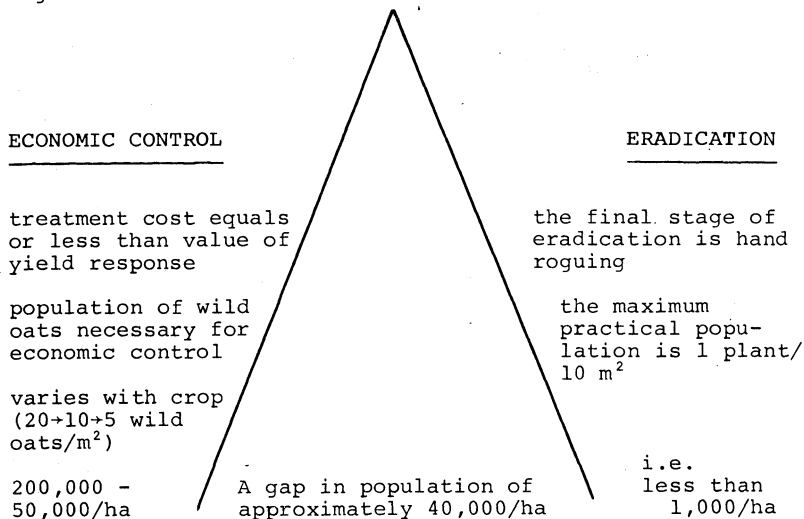 ECONOMIC CONTROL
treatment cost equals
or less than value of
yield response
population of wild
oats necessary for
economic control
varies with crop
(20→10→5 wild
oats/m²)
200,000 -
50,000/ha
A gap in population of
approximately 40,000/ha
ERADICATION
the final stage of
eradication is hand
roguing
the maximum
practical popu-
lation is 1 plant/
10 m²
i.e.
less than
1,000/ha